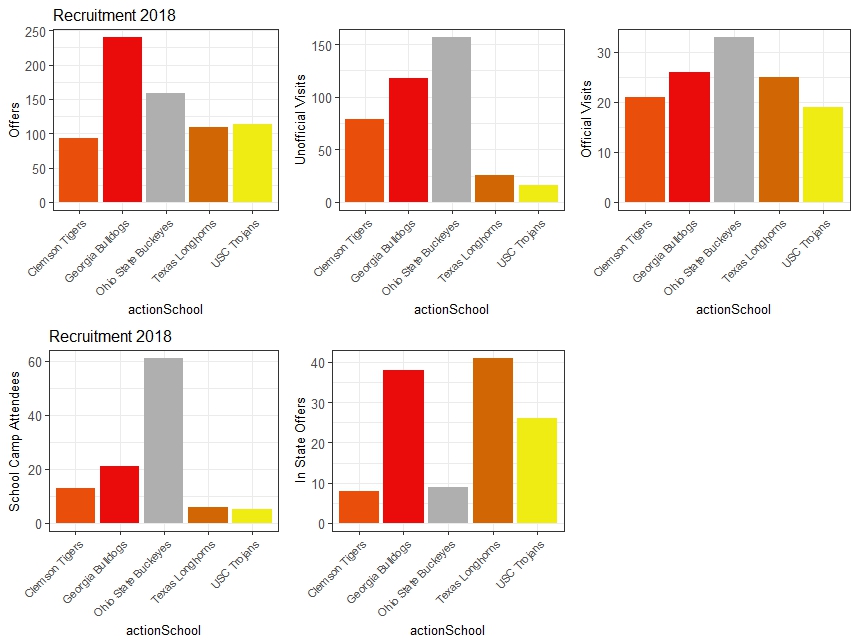 Recruitment 2018
Offers
250
200
150
100
50
0
Clemson Tigers
Georgia Bulldogs
Ohio State Buckeyes
Texas Longhorns
USC Trojans
actionSchool
Unofficial Visits
150
100
50
0
Clemson Tigers
Georgia Bulldogs
Ohio State Buckeyes
Texas Longhorns
USC Trojans
actionSchool
Official Visits
30
20
10
0
Clemson Tigers
Georgia Bulldogs
Ohio State Buckeyes
Texas Longhorns
USC Trojans
actionSchool
Recruitment 2018
School Camp Attendees
60
40
20
0
Clemson Tigers
Georgia Bulldogs
Ohio State Buckeyes
Texas Longhorns
USC Trojans
actionSchool
In State Offers
40
30
20
10
0
Clemson Tigers
Georgia Bulldogs
Ohio State Buckeyes
Texas Longhorns
USC Trojans
actionSchool